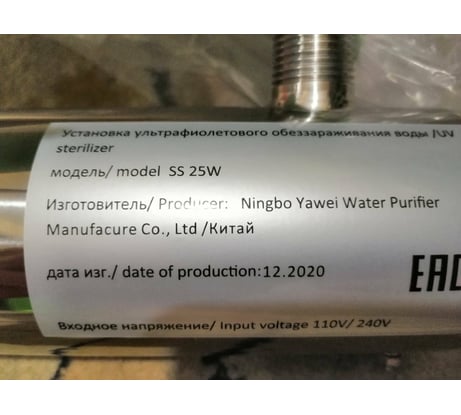 Установка ультрафиолетового обеззараживания воды /UV
sterilizer
модель/ model SS 25W
Изготовитель/ Producer: Ningbo Yawei Water Purifier
Manufacure Co., Ltd /Китай
дата изг./ date of production:12.2020
EAC
Входное напряжение/ Input voltage 110V/ 240V